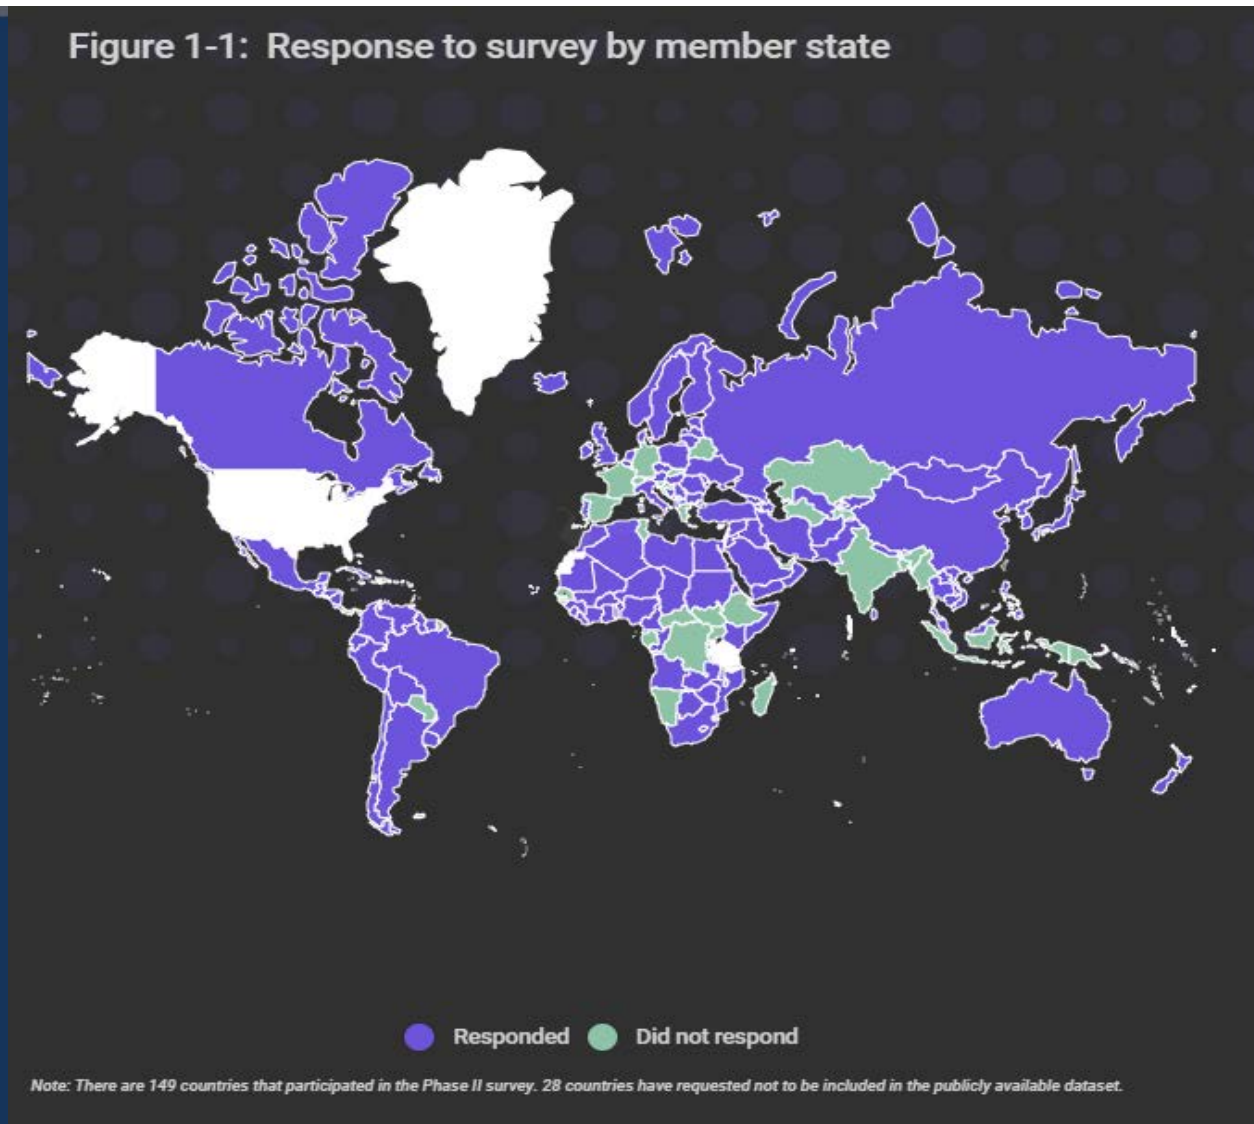 Figure 1-1: Response to survey by member state
Responded
Did not respond
Note: There are 149 countries that participated in the Phase II survey. 28 countries have requested not to be included in the publicly available dataset.